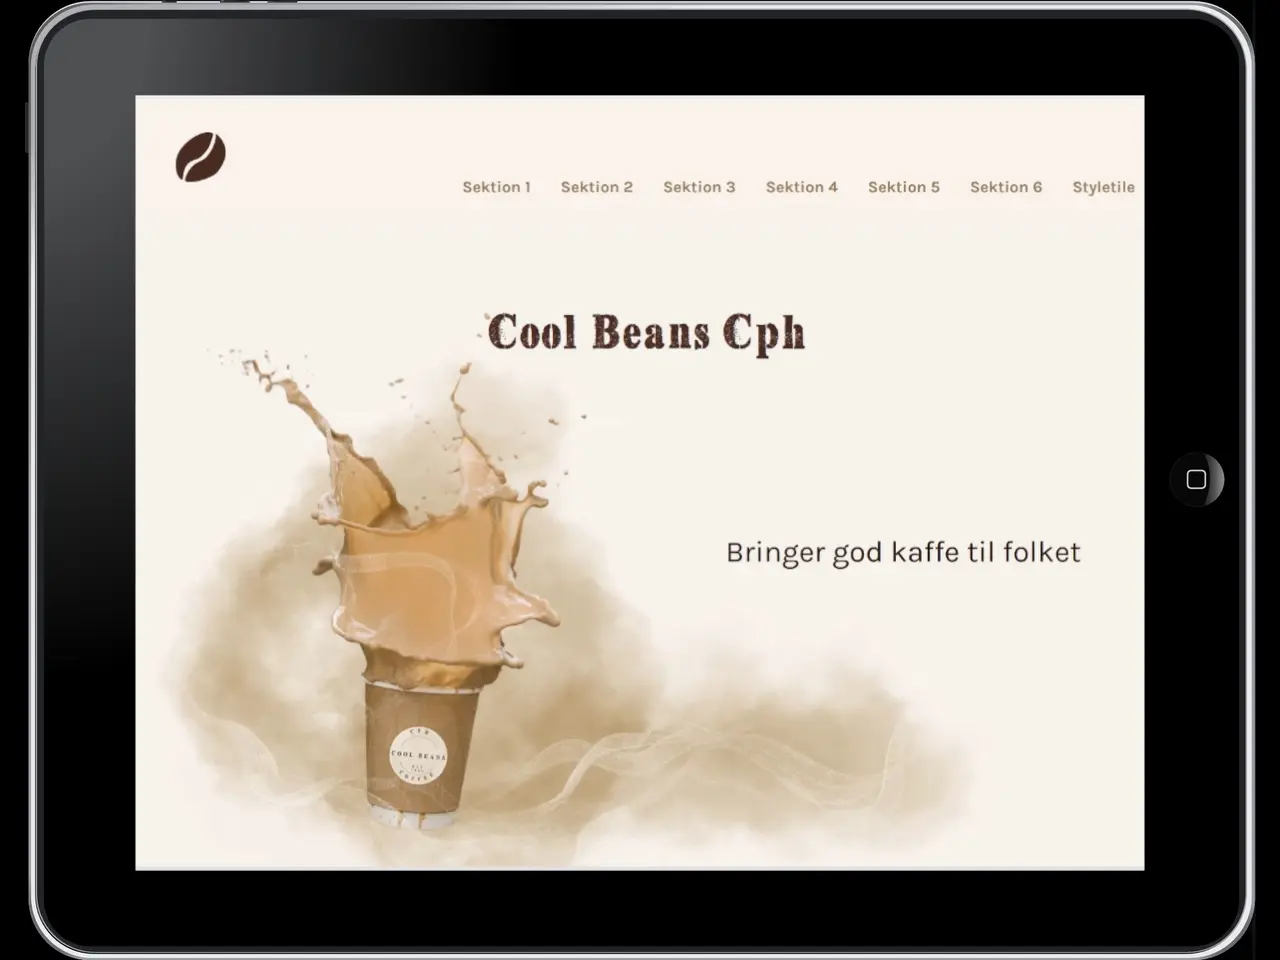 Sektion 1 Sektion 2 Sektion 3 Sektion 4 Sektion 5 Sektion 6 Styletile
Cool Beans Cph
Bringer god kaffe til folket
CPH
COOL BEANS
COFFEE